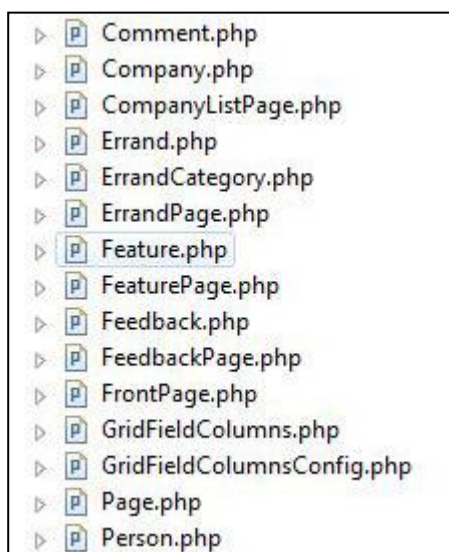 Comment.php
Company.php
CompanyListPage.php
Errand.php
ErrandCategory.php
ErrandPage.php
Feature.php
FeaturePage.php
Feedback.php
FeedbackPage.php
FrontPage.php
GridFieldColumns.php
GridFieldColumnsConfig.php
Page.php
Person.php